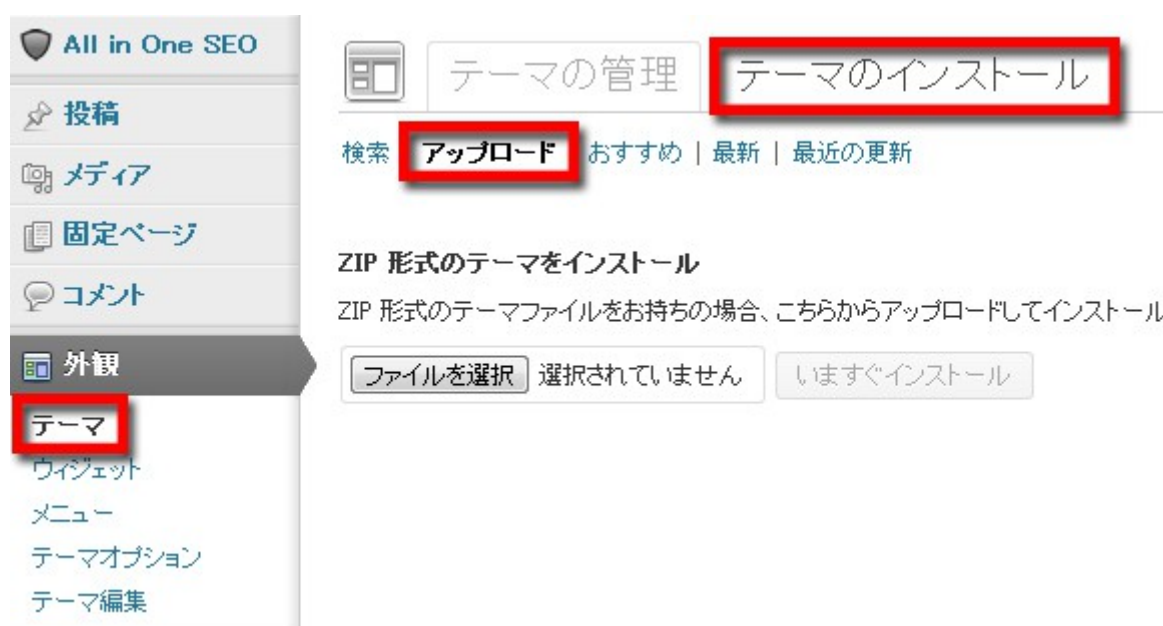 All in One SEO
投稿
メディア
固定ページ
コメント
外観
テーマ
ウィジェット
メニュー
テーマオプション
テーマ編集
テーマの管理 テーマのインストール
検索 アップロード おすすめ | 最新 | 最近の更新
ZIP 形式のテーマをインストール
ZIP 形式のテーマファイルをお持ちの場合、こちらからアップロードしてインストール
ファイルを選択 選択されていません いますぐインストール